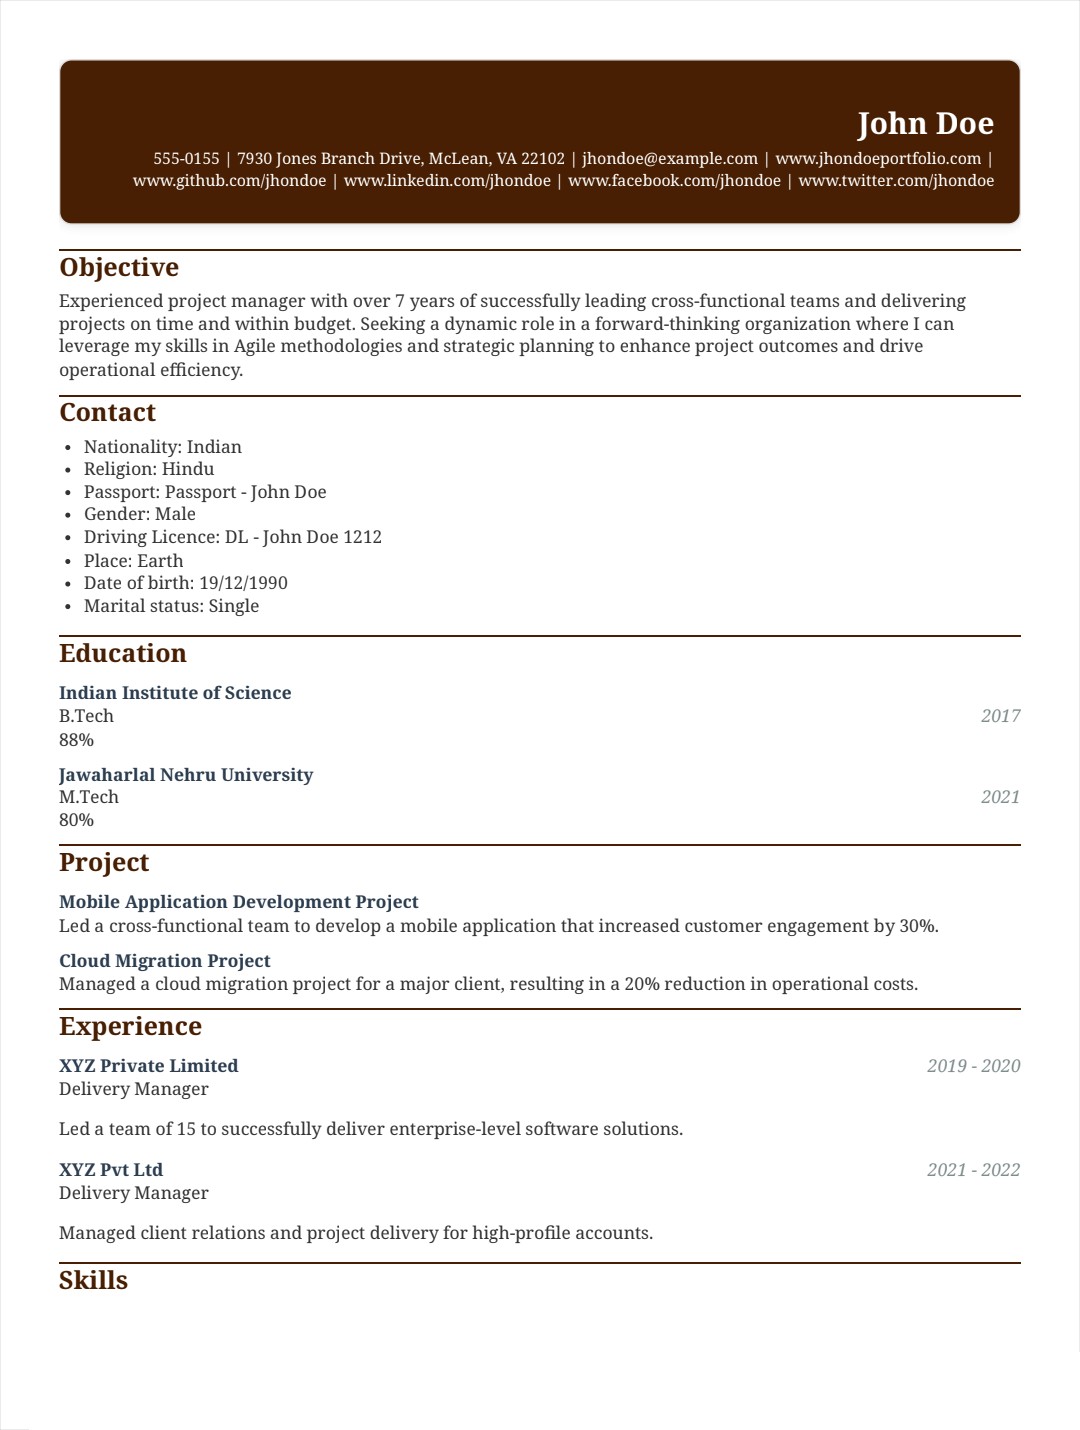 John Doe
555-0155 | 7930 Jones Branch Drive, McLean, VA 22102 | jhondoe@example.com | www.jhondoeportfolio.com |
www.github.com/jhondoe | www.linkedin.com/jhondoe | www.facebook.com/jhondoe | www.twitter.com/jhondoe
Objective
Experienced project manager with over 7 years of successfully leading cross-functional teams and delivering
projects on time and within budget. Seeking a dynamic role in a forward-thinking organization where I can
leverage my skills in Agile methodologies and strategic planning to enhance project outcomes and drive
operational efficiency.
Contact
• Nationality: Indian
• Religion: Hindu
• Passport: Passport - John Doe
• Gender: Male
• Driving Licence: DL - John Doe 1212
• Place: Earth
• Date of birth: 19/12/1990
• Marital status: Single
Education
Indian Institute of Science
B.Tech 2017
88%
Jawaharlal Nehru University
M.Tech 2021
80%
Project
Mobile Application Development Project
Led a cross-functional team to develop a mobile application that increased customer engagement by 30%.
Cloud Migration Project
Managed a cloud migration project for a major client, resulting in a 20% reduction in operational costs.
Experience
XYZ Private Limited 2019 - 2020
Delivery Manager
Led a team of 15 to successfully deliver enterprise-level software solutions.
XYZ Pvt Ltd 2021 - 2022
Delivery Manager
Managed client relations and project delivery for high-profile accounts.
Skills